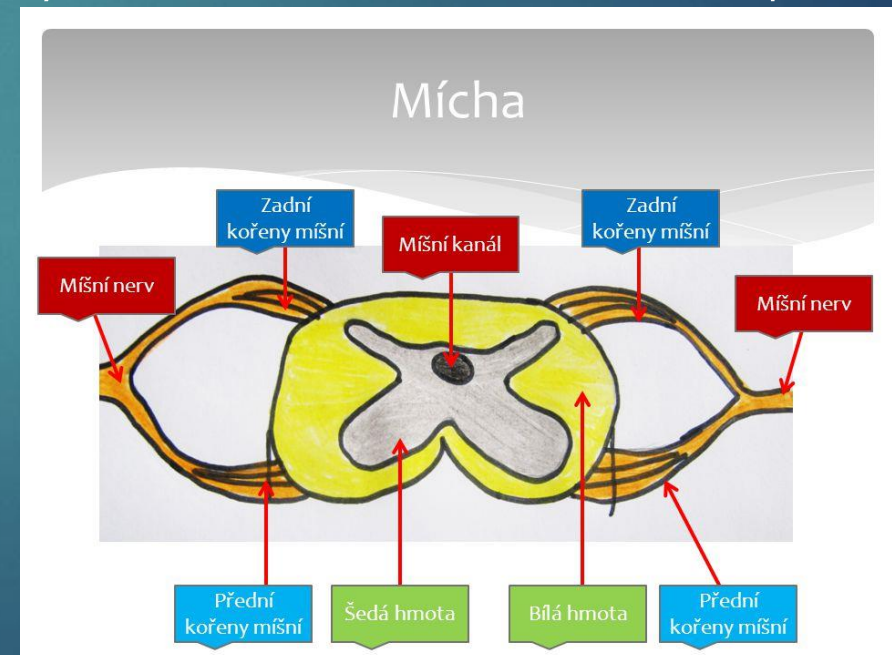 Mícha
Zadní
kořeny míšní
Míšní kanál
Zadní
kořeny míšní
Míšní nerv
Míšní nerv
Přední
kořeny míšní
Šedá hmota
Bílá hmota
Přední
kořeny míšní